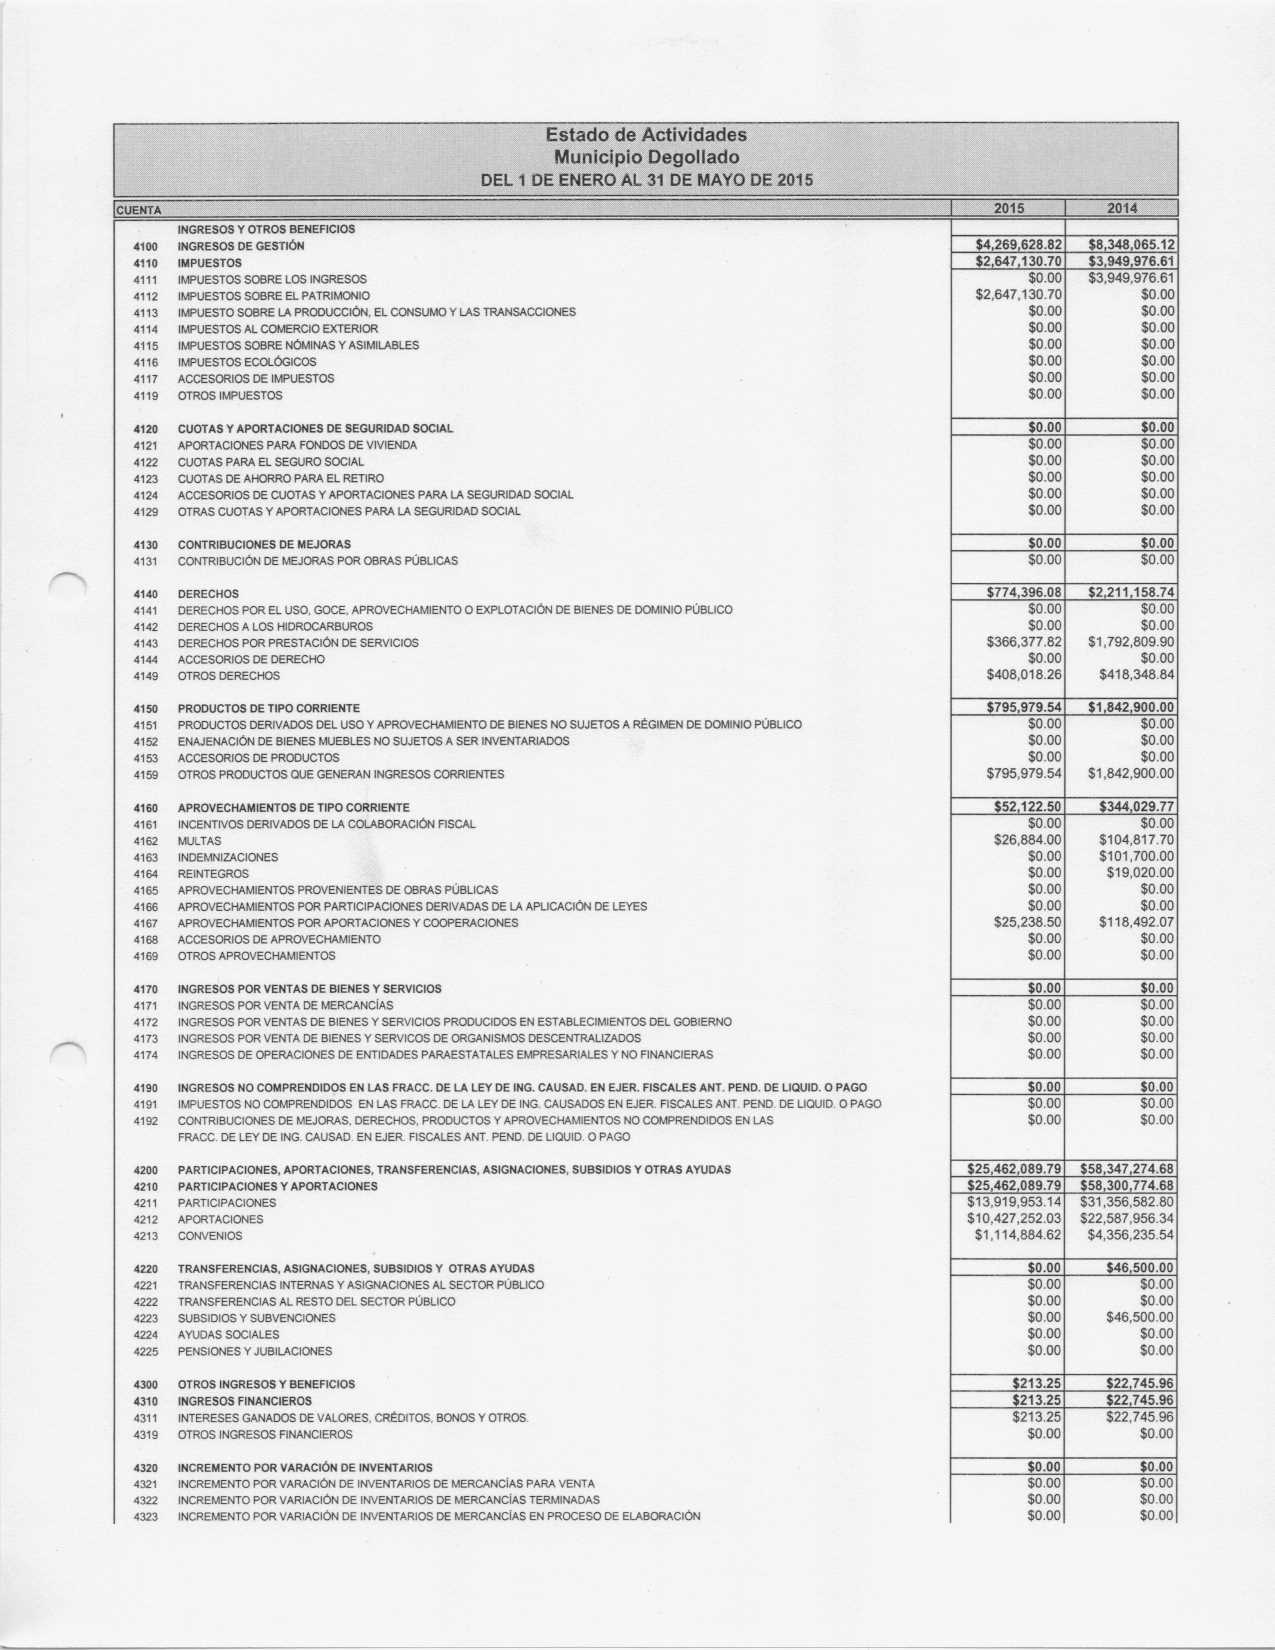 Estado de Actividades
Municipio Degollado
DEL 1 DE ENERO AL 31 DE MAYO DE 2015
CUENTA 2015 2014
INGRESOS Y OTROS BENEFICIOS
4100 INGRESOS DE GESTIÓN $4,269,628.82 $8,348,065.12
4110 IMPUESTOS $2,647,130.70 $3,949,976.61
4111 IMPUESTOS SOBRE LOS INGRESOS $0.00 $3,949,976.61
4112 IMPUESTOS SOBRE EL PATRIMONIO $2,647,130.70 $0.00
4113 IMPUESTO SOBRE LA PRODUCCIÓN, EL CONSUMO Y LAS TRANSACCIONES $0.00 $0.00
4114 IMPUESTOS AL COMERCIO EXTERIOR $0.00 $0.00
4115 IMPUESTOS SOBRE NÓMINAS Y ASIMILABLES $0.00 $0.00
4116 IMPUESTOS ECOLÓGICOS $0.00 $0.00
4117 ACCESORIOS DE IMPUESTOS $0.00 $0.00
4119 OTROS IMPUESTOS $0.00 $0.00
4120 CUOTAS Y APORTACIONES DE SEGURIDAD SOCIAL $0.00 $0.00
4121 APORTACIONES PARA FONDOS DE VIVIENDA $0.00 $0.00
4122 CUOTAS PARA EL SEGURO SOCIAL $0.00 $0.00
4123 CUOTAS DE AHORRO PARA EL RETIRO $0.00 $0.00
4124 ACCESORIOS DE CUOTAS Y APORTACIONES PARA LA SEGURIDAD SOCIAL $0.00 $0.00
4129 OTRAS CUOTAS Y APORTACIONES PARA LA SEGURIDAD SOCIAL $0.00 $0.00
4130 CONTRIBUCIONES DE MEJORAS $0.00 $0.00
4131 CONTRIBUCIÓN DE MEJORAS POR OBRAS PÚBLICAS $0.00 $0.00
4140 DERECHOS $774,396.08 $2,211,158.74
4141 DERECHOS POR EL USO, GOCE, APROVECHAMIENTO O EXPLOTACIÓN DE BIENES DE DOMINIO PÚBLICO $0.00 $0.00
4142 DERECHOS A LOS HIDROCARBUROS $0.00 $0.00
4143 DERECHOS POR PRESTACIÓN DE SERVICIOS $366,377.82 $1,792,809.90
4144 ACCESORIOS DE DERECHO $0.00 $0.00
4149 OTROS DERECHOS $408,018.26 $418,348.84
4150 PRODUCTOS DE TIPO CORRIENTE $795,979.54 $1,842,900.00
4151 PRODUCTOS DERIVADOS DEL USO Y APROVECHAMIENTO DE BIENES NO SUJETOS A RÉGIMEN DE DOMINIO PÚBLICO $0.00 $0.00
4152 ENAJENACIÓN DE BIENES MUEBLES NO SUJETOS A SER INVENTARIADOS $0.00 $0.00
4153 ACCESORIOS DE PRODUCTOS $0.00 $0.00
4159 OTROS PRODUCTOS QUE GENERAN INGRESOS CORRIENTES $795,979.54 $1,842,900.00
4160 APROVECHAMIENTOS DE TIPO CORRIENTE $52,122.50 $344,029.77
4161 INCENTIVOS DERIVADOS DE LA COLABORACIÓN FISCAL $0.00 $0.00
4162 MULTAS $26,884.00 $104,817.70
4163 INDEMNIZACIONES $0.00 $101,700.00
4164 REINTEGROS $0.00 $19,020.00
4165 APROVECHAMIENTOS PROVENIENTES DE OBRAS PÚBLICAS $0.00 $0.00
4166 APROVECHAMIENTOS POR PARTICIPACIONES DERIVADAS DE LA APLICACIÓN DE LEYES $0.00 $0.00
4167 APROVECHAMIENTOS POR APORTACIONES Y COOPERACIONES $25,238.50 $118,492.07
4168 ACCESORIOS DE APROVECHAMIENTO $0.00 $0.00
4169 OTROS APROVECHAMIENTOS $0.00 $0.00
4170 INGRESOS POR VENTAS DE BIENES Y SERVICIOS $0.00 $0.00
4171 INGRESOS POR VENTA DE MERCANCÍAS $0.00 $0.00
4172 INGRESOS POR VENTAS DE BIENES Y SERVICIOS PRODUCIDOS EN ESTABLECIMIENTOS DEL GOBIERNO $0.00 $0.00
4173 INGRESOS POR VENTA DE BIENES Y SERVICOS DE ORGANISMOS DESCENTRALIZADOS $0.00 $0.00
4174 INGRESOS DE OPERACIONES DE ENTIDADES PARAESTATALES EMPRESARIALES Y NO FINANCIERAS $0.00 $0.00
4190 INGRESOS NO COMPRENDIDOS EN LAS FRACC. DE LA LEY DE ING. CAUSAD. EN EJER. FISCALES ANT. PEND. DE LIQUID. O PAGO $0.00 $0.00
4191 IMPUESTOS NO COMPRENDIDOS EN LAS FRACC. DE LA LEY DE ING. CAUSADOS EN EJER. FISCALES ANT. PEND. DE LIQUID. O PAGO $0.00 $0.00
4192 CONTRIBUCIONES DE MEJORAS, DERECHOS, PRODUCTOS Y APROVECHAMIENTOS NO COMPRENDIDOS EN LAS $0.00 $0.00
FRACC. DE LEY DE ING. CAUSAD. EN EJER. FISCALES ANT. PEND. DE LIQUID. O PAGO
4200 PARTICIPACIONES, APORTACIONES, TRANSFERENCIAS, ASIGNACIONES, SUBSIDIOS Y OTRAS AYUDAS $25,462,089.79 $58,347,274.68
4210 PARTICIPACIONES Y APORTACIONES $25,462,089.79 $58,300,774.68
4211 PARTICIPACIONES $13,919,953.14 $31,356,582.80
4212 APORTACIONES $10,427,252.03 $22,587,956.34
4213 CONVENIOS $1,114,884.62 $4,356,235.54
4220 TRANSFERENCIAS, ASIGNACIONES, SUBSIDIOS Y OTRAS AYUDAS $0.00 $46,500.00
4221 TRANSFERENCIAS INTERNAS Y ASIGNACIONES AL SECTOR PÚBLICO $0.00 $0.00
4222 TRANSFERENCIAS AL RESTO DEL SECTOR PÚBLICO $0.00 $0.00
4223 SUBSIDIOS Y SUBVENCIONES $0.00 $46,500.00
4224 AYUDAS SOCIALES $0.00 $0.00
4225 PENSIONES Y JUBILACIONES $0.00 $0.00
4300 OTROS INGRESOS Y BENEFICIOS $213.25 $22,745.96
4310 INGRESOS FINANCIEROS $213.25 $22,745.96
4311 INTERESES GANADOS DE VALORES, CRÉDITOS, BONOS Y OTROS. $213.25 $22,745.96
4319 OTROS INGRESOS FINANCIEROS $0.00 $0.00
4320 INCREMENTO POR VARACIÓN DE INVENTARIOS $0.00 $0.00
4321 INCREMENTO POR VARACIÓN DE INVENTARIOS DE MERCANCÍAS PARA VENTA $0.00 $0.00
4322 INCREMENTO POR VARIACIÓN DE INVENTARIOS DE MERCANCÍAS TERMINADAS $0.00 $0.00
4323 INCREMENTO POR VARIACIÓN DE INVENTARIOS DE MERCANCÍAS EN PROCESO DE ELABORACIÓN $0.00 $0.00